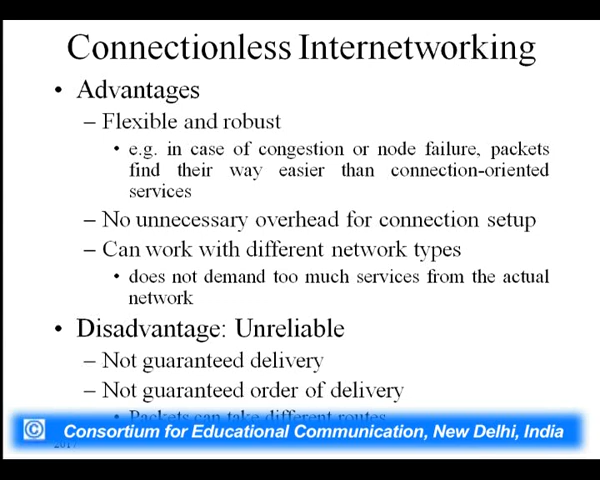 Connectionless Internetworking
• Advantages
– Flexible and robust
• e.g. in case of congestion or node failure, packets
find their way easier than connection-oriented
services
– No unnecessary overhead for connection setup
– Can work with different network types
• does not demand too much services from the actual
network
• Disadvantage: Unreliable
– Not guaranteed delivery
– Not guaranteed order of delivery
• Packets can take different routes
© Consortium for Educational Communication, New Delhi, India